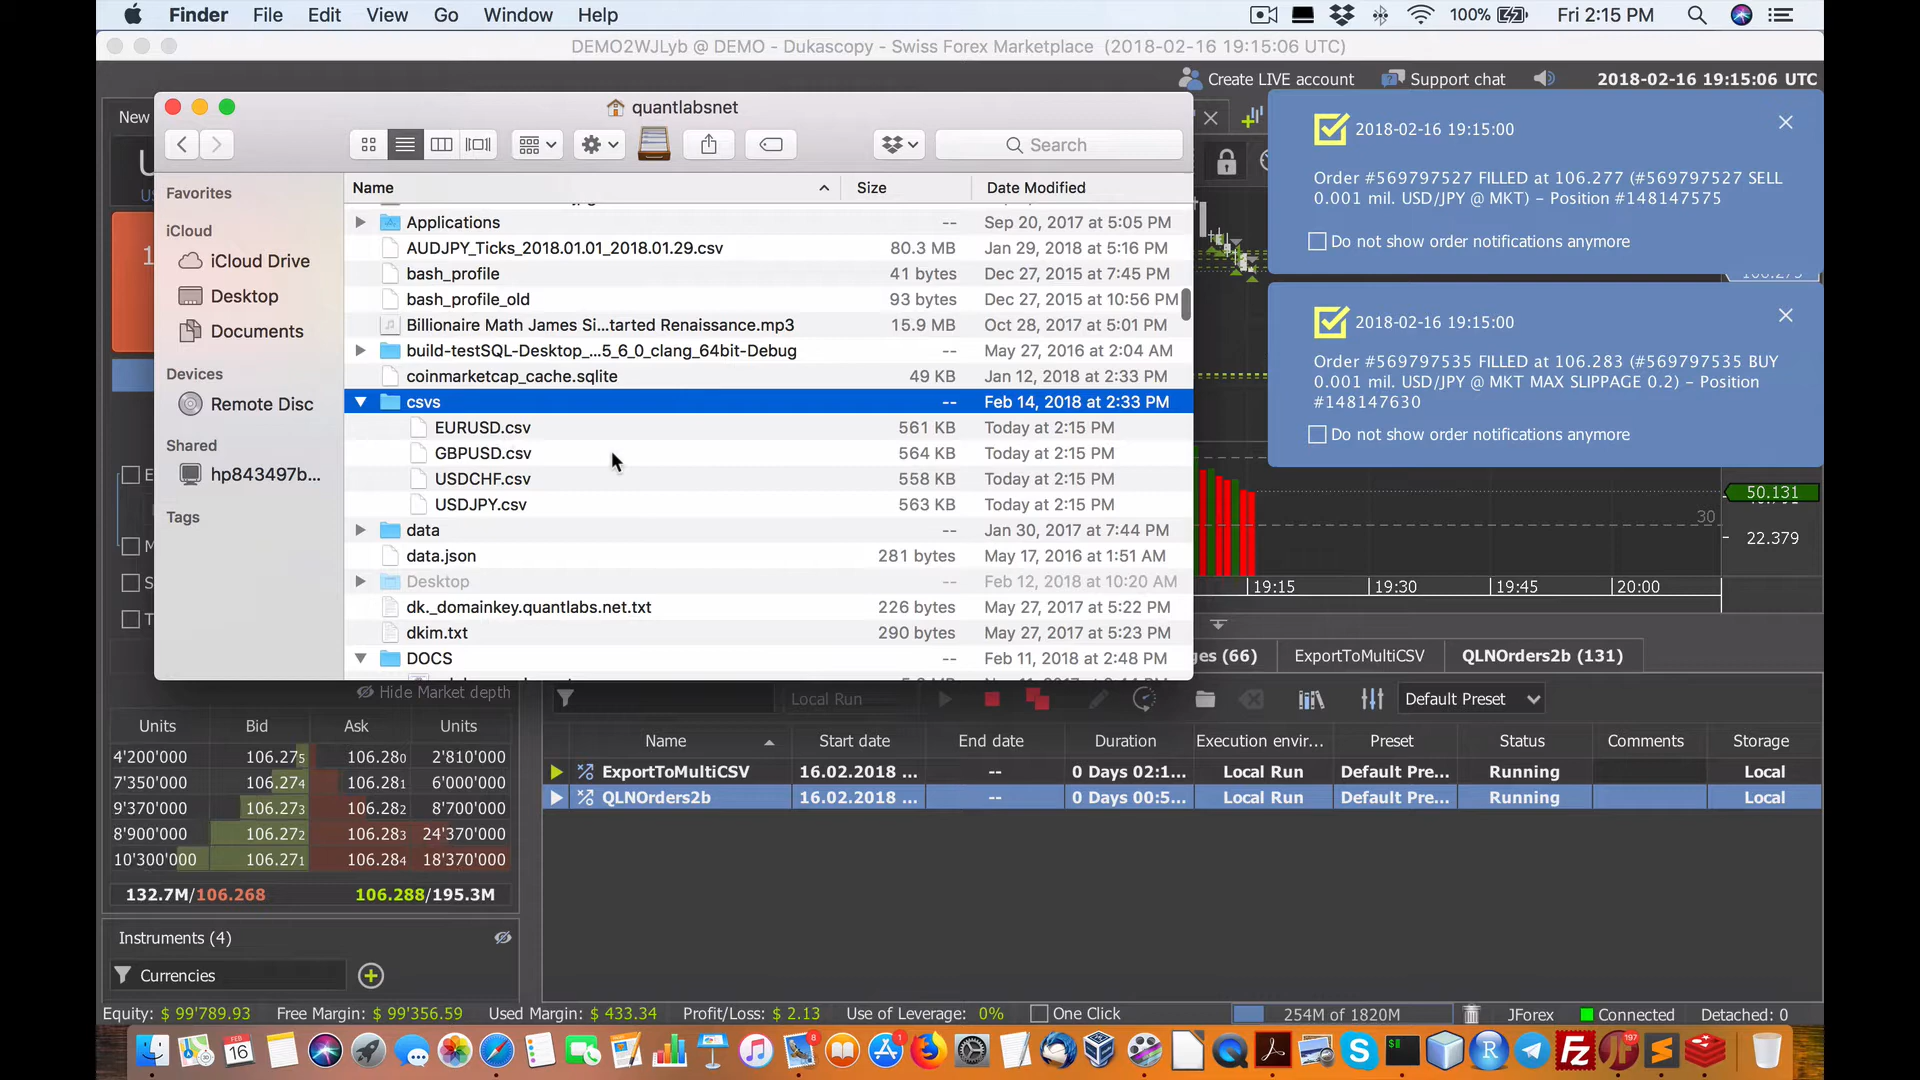 Finder File Edit View Go Window Help
100% Fri 2:15 PM
DEMO2WJLyb @ DEMO - Dukascopy - Swiss Forex Marketplace (2018-02-16 19:15:06 UTC)
Create LIVE account Support chat 2018-02-16 19:15:06 UTC
New
quantlabsnet
Search
Favorites
iCloud
iCloud Drive
Desktop
Documents
Devices
Remote Disc
Shared
hp843497b...
Tags
Name Size Date Modified
Applications -- Sep 20, 2017 at 5:05 PM
AUDJPY_Ticks_2018.01.01_2018.01.29.csv 80.3 MB Jan 29, 2018 at 5:16 PM
bash_profile 41 bytes Dec 27, 2015 at 7:45 PM
bash_profile_old 93 bytes Dec 27, 2015 at 10:56 PM
Billionaire Math James Si...tarted Renaissance.mp3 15.9 MB Oct 28, 2017 at 5:01 PM
build-testSQL-Desktop_...5_6_0_clang_64bit-Debug -- May 27, 2016 at 2:04 AM
coinmarketcap_cache.sqlite 49 KB Jan 12, 2018 at 2:33 PM
csvs -- Feb 14, 2018 at 2:33 PM
EURUSD.csv 561 KB Today at 2:15 PM
GBPUSD.csv 564 KB Today at 2:15 PM
USDCHF.csv 558 KB Today at 2:15 PM
USDJPY.csv 563 KB Today at 2:15 PM
data -- Jan 30, 2017 at 7:44 PM
data.json 281 bytes May 17, 2016 at 1:51 AM
Desktop -- Feb 12, 2018 at 10:20 AM
dk._domainkey.quantlabs.net.txt 226 bytes May 27, 2017 at 5:22 PM
dkim.txt 290 bytes May 27, 2017 at 5:23 PM
DOCS -- Feb 11, 2018 at 2:48 PM
2018-02-16 19:15:00
Order #569797527 FILLED at 106.277 (#569797527 SELL
0.001 mil. USD/JPY @ MKT) - Position #148147575
Do not show order notifications anymore
2018-02-16 19:15:00
Order #569797535 FILLED at 106.283 (#569797535 BUY
0.001 mil. USD/JPY @ MKT MAX SLIPPAGE 0.2) - Position
#148147630
Do not show order notifications anymore
50.131
30
22.379
19:15 19:30 19:45 20:00
ges (66) ExportToMultiCSV QLNOrders2b (131)
Hide Market depth
Local Run Default Preset
Units Bid Ask Units
4'200'000 106.275 106.280 2'810'000
7'350'000 106.274 106.281 6'000'000
9'370'000 106.273 106.282 8'700'000
8'900'000 106.272 106.283 24'370'000
10'300'000 106.271 106.284 18'370'000
132.7M/106.268 106.288/195.3M
Name Start date End date Duration Execution envir... Preset Status Comments Storage
ExportToMultiCSV 16.02.2018 ... -- 0 Days 02:1... Local Run Default Pre... Running Local
QLNOrders2b 16.02.2018 ... -- 0 Days 00:5... Local Run Default Pre... Running Local
Instruments (4)
Currencies
Equity: $ 99'789.93 Free Margin: $ 99'356.59 Used Margin: $ 433.34 Profit/Loss: $ 2.13 Use of Leverage: 0% One Click 254M of 1820M JForex Connected Detached: 0
FEB
16
8
1
197